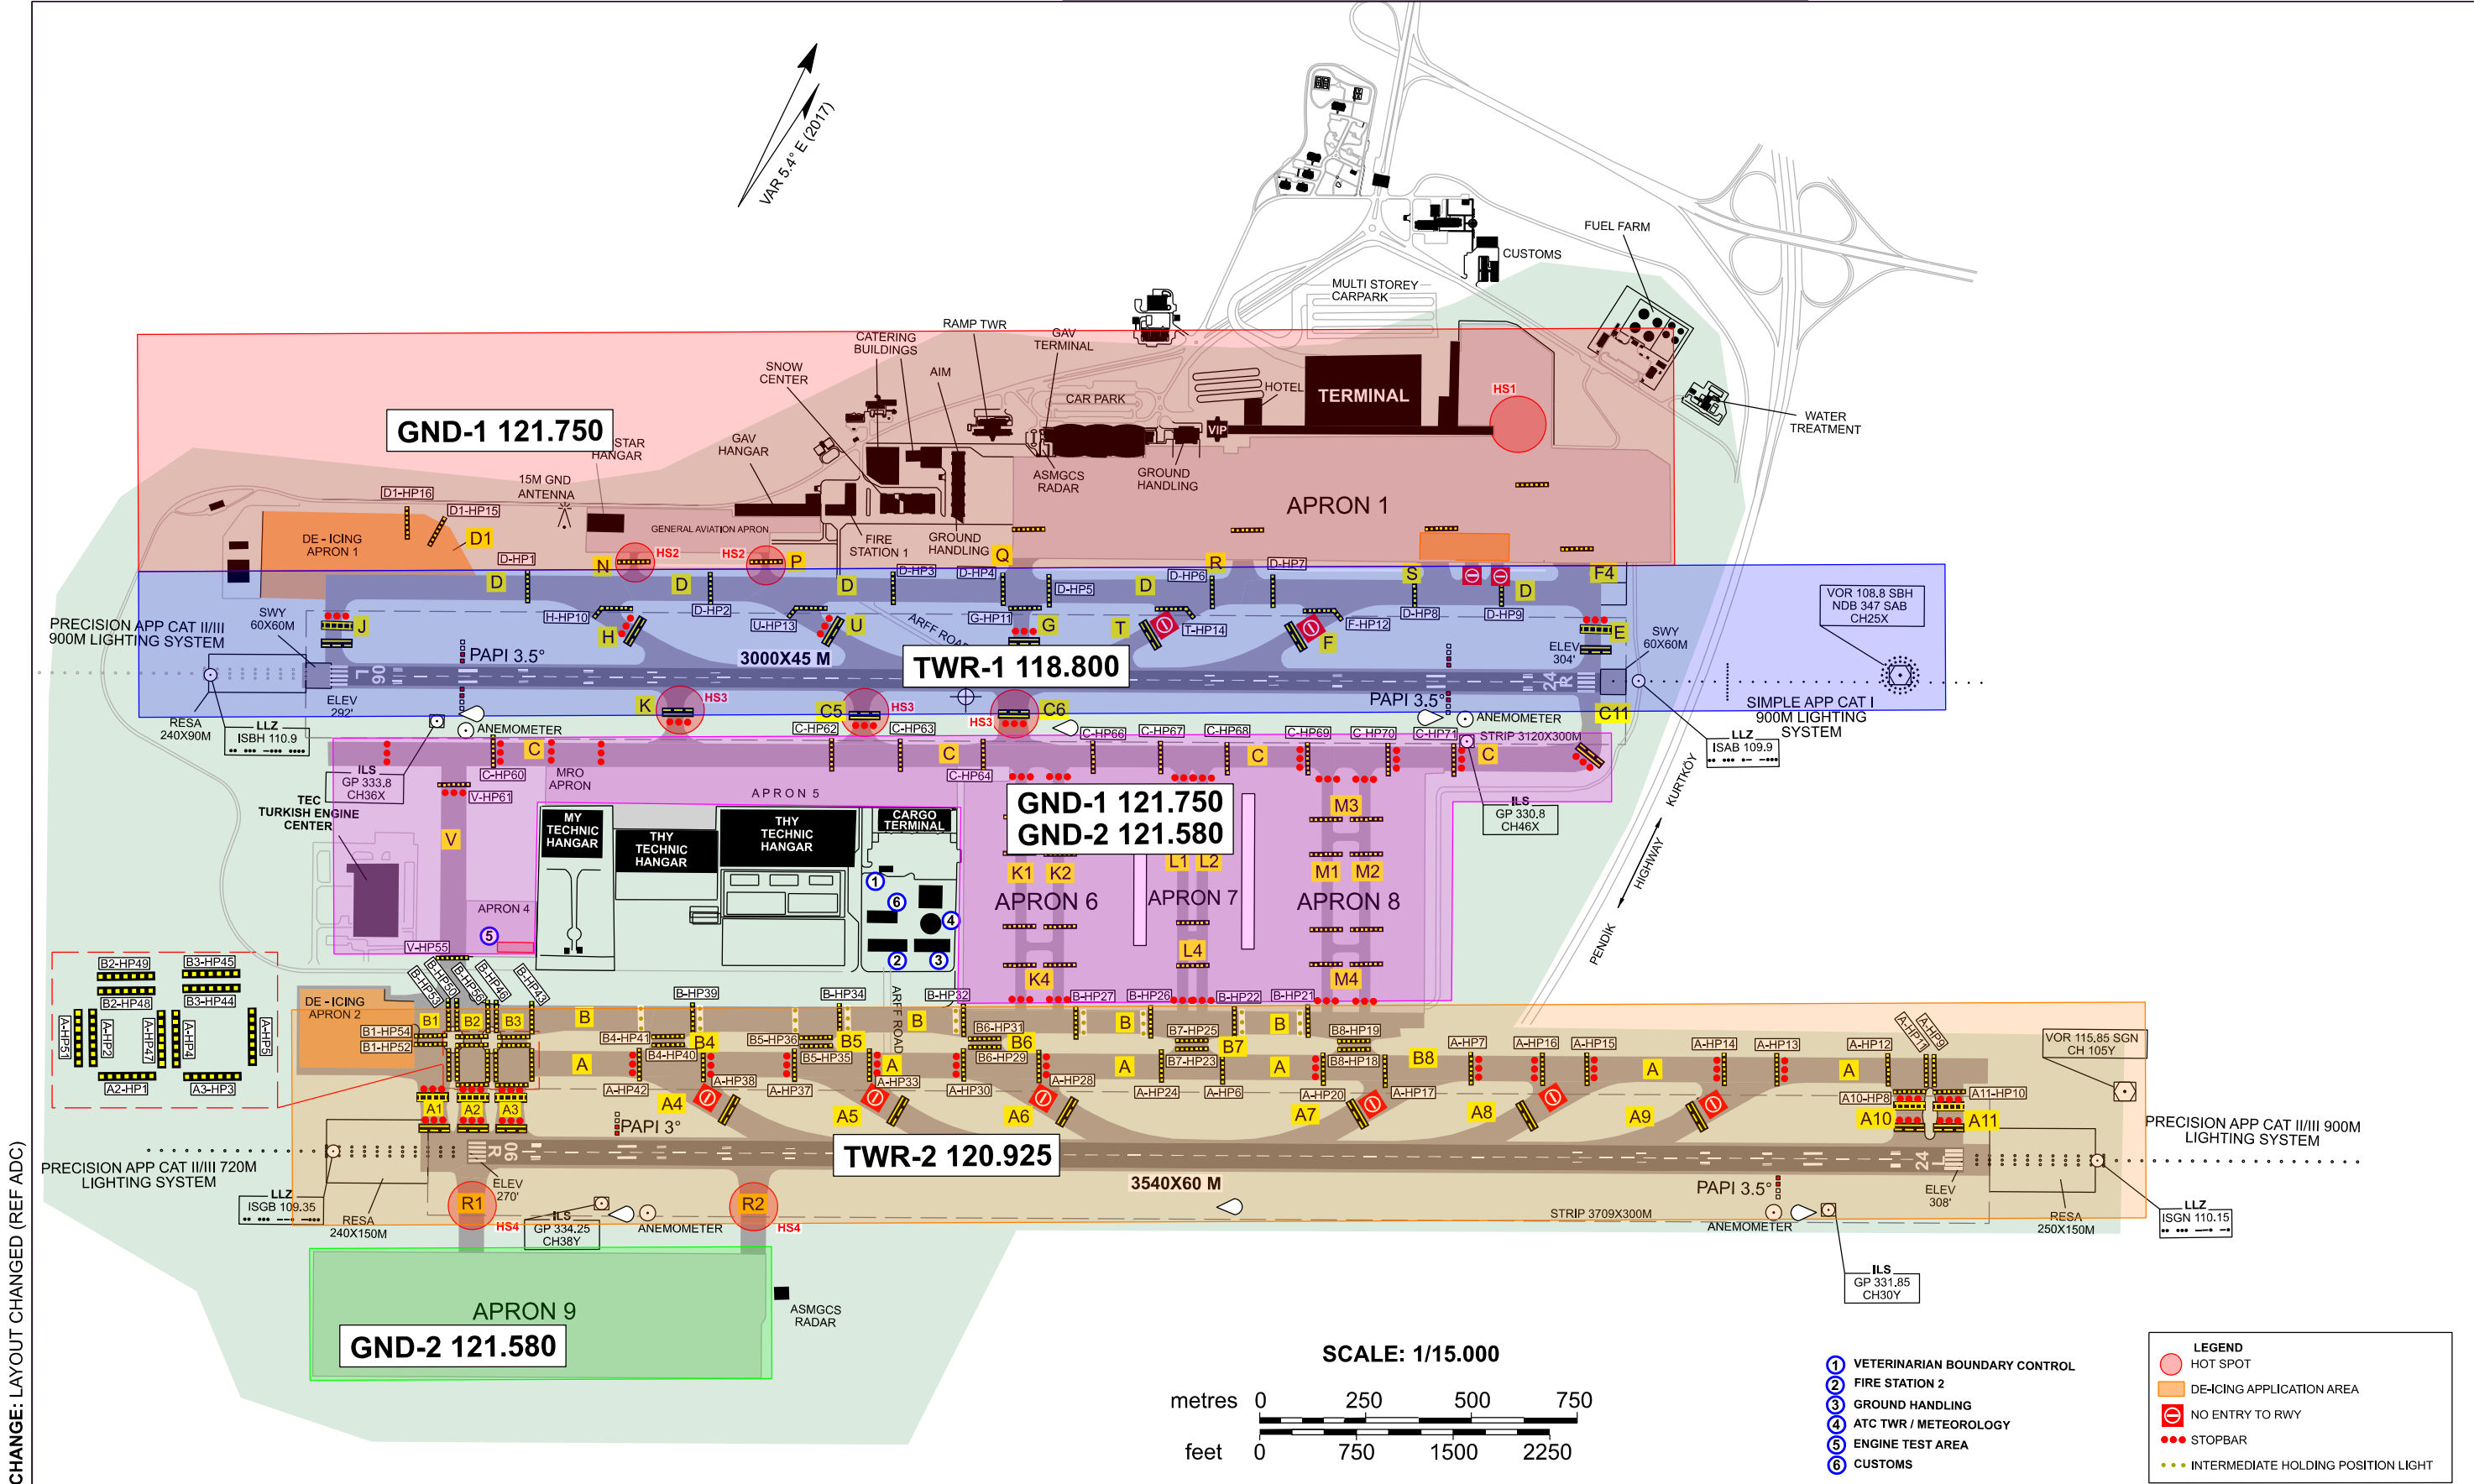 VAR 5.4° E (2017)
FUEL FARM
CUSTOMS
MULTI STOREY
CARPARK
RAMP TWR
GAV
TERMINAL
CATERING
BUILDINGS
SNOW
CENTER
AIM
HOTEL
TERMINAL
HS1
CAR PARK
WATER
TREATMENT
GND-1 121.750
STAR
HANGAR
GAV
HANGAR
VIP
15M GND
ANTENNA
ASMGCS
RADAR
GROUND
HANDLING
APRON 1
D1-HP16
D1-HP15
D1
DE - ICING
APRON 1
GENERAL AVIATION APRON
FIRE
STATION 1
GROUND
HANDLING
D-HP1
N
HS2
HS2
P
Q
R
S
F4
D
D
D
D
D
D-HP2
D-HP3
D-HP4
D-HP5
D-HP6
D-HP7
D-HP8
D-HP9
VOR 108.8 SBH
NDB 347 SAB
CH25X
PRECISION APP CAT II/III
900M LIGHTING SYSTEM
SWY
60X60M
J
H-HP10
H
U-HP13
U
ARFF ROAD
G-HP11
G
T
T-HP14
F-HP12
F
E
SWY
60X60M
ELEV
304'
PAPI 3.5°
3000X45 M
TWR-1 118.800
06
L
24
R
ELEV
292'
RESA
240X90M
LLZ
ISBH 110.9
ANEMOMETER
K
HS3
C5
HS3
HS3
C6
PAPI 3.5°
ANEMOMETER
C11
SIMPLE APP CAT I
900M LIGHTING
SYSTEM
LLZ
ISAB 109.9
STRIP 3120X300M
C-HP62
C-HP63
C-HP66
C-HP67
C-HP68
C-HP69
C-HP70
C-HP71
C
C
C
C
C-HP60
C-HP64
ILS
GP 333.8
CH36X
V-HP61
MRO
APRON
APRON 5
TEC
TURKISH ENGINE
CENTER
V
MY
TECHNIC
HANGAR
THY
TECHNIC
HANGAR
THY
TECHNIC
HANGAR
CARGO
TERMINAL
GND-1 121.750
GND-2 121.580
M3
ILS
GP 330.8
CH46X
K1
K2
L1
L2
M1
M2
APRON 6
APRON 7
APRON 8
APRON 4
1
6
4
5
2
3
L4
K4
M4
KURTKÖY
HIGHWAY
PENDİK
V-HP55
B-HP53
B-HP50
B-HP56
B-HP46
B-HP43
B2-HP49
B3-HP45
B2-HP48
B3-HP44
A-HP51
A-HP2
A-HP47
A-HP4
A-HP5
A2-HP1
A3-HP3
DE - ICING
APRON 2
B1-HP54
B1-HP52
B1
B2
B3
B
B
B
B
B-HP39
B-HP34
B-HP32
B-HP27
B-HP26
B-HP22
B-HP21
ARFF ROAD
B4-HP41
B4-HP40
B4
B5-HP36
B5-HP35
B5
B6-HP31
B6-HP29
B6
B7-HP25
B7-HP23
B7
B8-HP19
B8-HP18
B8
A
A
A
A
A
A
A-HP42
A-HP38
A-HP37
A-HP33
A-HP30
A-HP28
A-HP24
A-HP6
A-HP20
A-HP17
A-HP7
A-HP16
A-HP15
A-HP14
A-HP13
A-HP12
A-HP11
A-HP9
A10-HP8
A11-HP10
VOR 115,85 SGN
CH 105Y
A1
A2
A3
A4
A5
A6
A7
A8
A9
A10
A11
PAPI 3°
TWR-2 120.925
3540X60 M
06
R
24
L
ELEV
270'
PAPI 3.5°
ELEV
308'
PRECISION APP CAT II/III 720M
LIGHTING SYSTEM
PRECISION APP CAT II/III 900M
LIGHTING SYSTEM
LLZ
ISGB 109.35
RESA
240X150M
R1
HS4
R2
HS4
ILS
GP 334.25
CH38Y
ANEMOMETER
STRIP 3709X300M
ANEMOMETER
RESA
250X150M
LLZ
ISGN 110.15
ILS
GP 331.85
CH30Y
APRON 9
GND-2 121.580
ASMGCS
RADAR
SCALE: 1/15.000
metres 0 250 500 750
feet 0 750 1500 2250
1 VETERINARIAN BOUNDARY CONTROL
2 FIRE STATION 2
3 GROUND HANDLING
4 ATC TWR / METEOROLOGY
5 ENGINE TEST AREA
6 CUSTOMS
LEGEND
HOT SPOT
DE-ICING APPLICATION AREA
NO ENTRY TO RWY
STOPBAR
INTERMEDIATE HOLDING POSITION LIGHT
CHANGE: LAYOUT CHANGED (REF ADC)